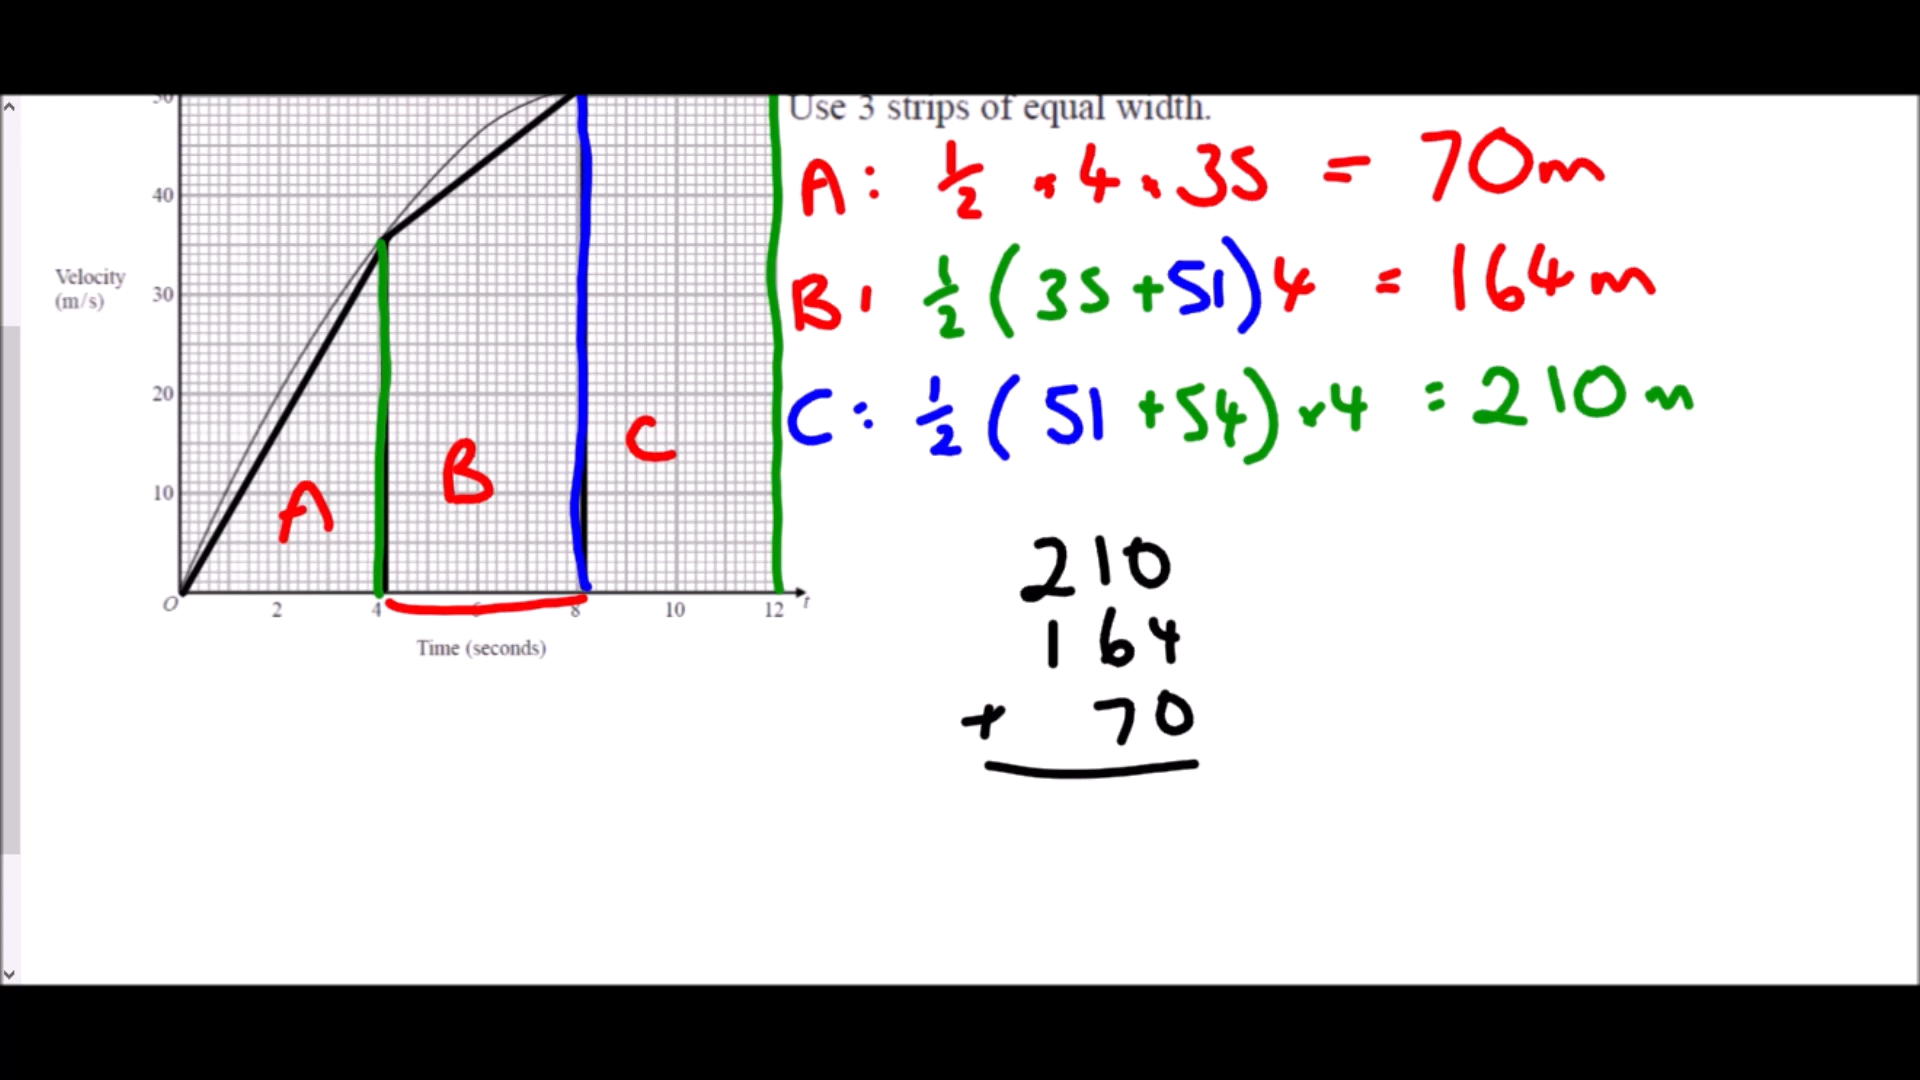 Use 3 strips of equal width.
A: 1/2 × 4 × 35 = 70m
B: 1/2 (35 + 51) 4 = 164m
C: 1/2 (51 + 54) × 4 = 210m
50
40
30
20
10
Velocity
(m/s)
A
B
C
O 2 4 6 8 10 12 t
Time (seconds)
210
164
+ 70